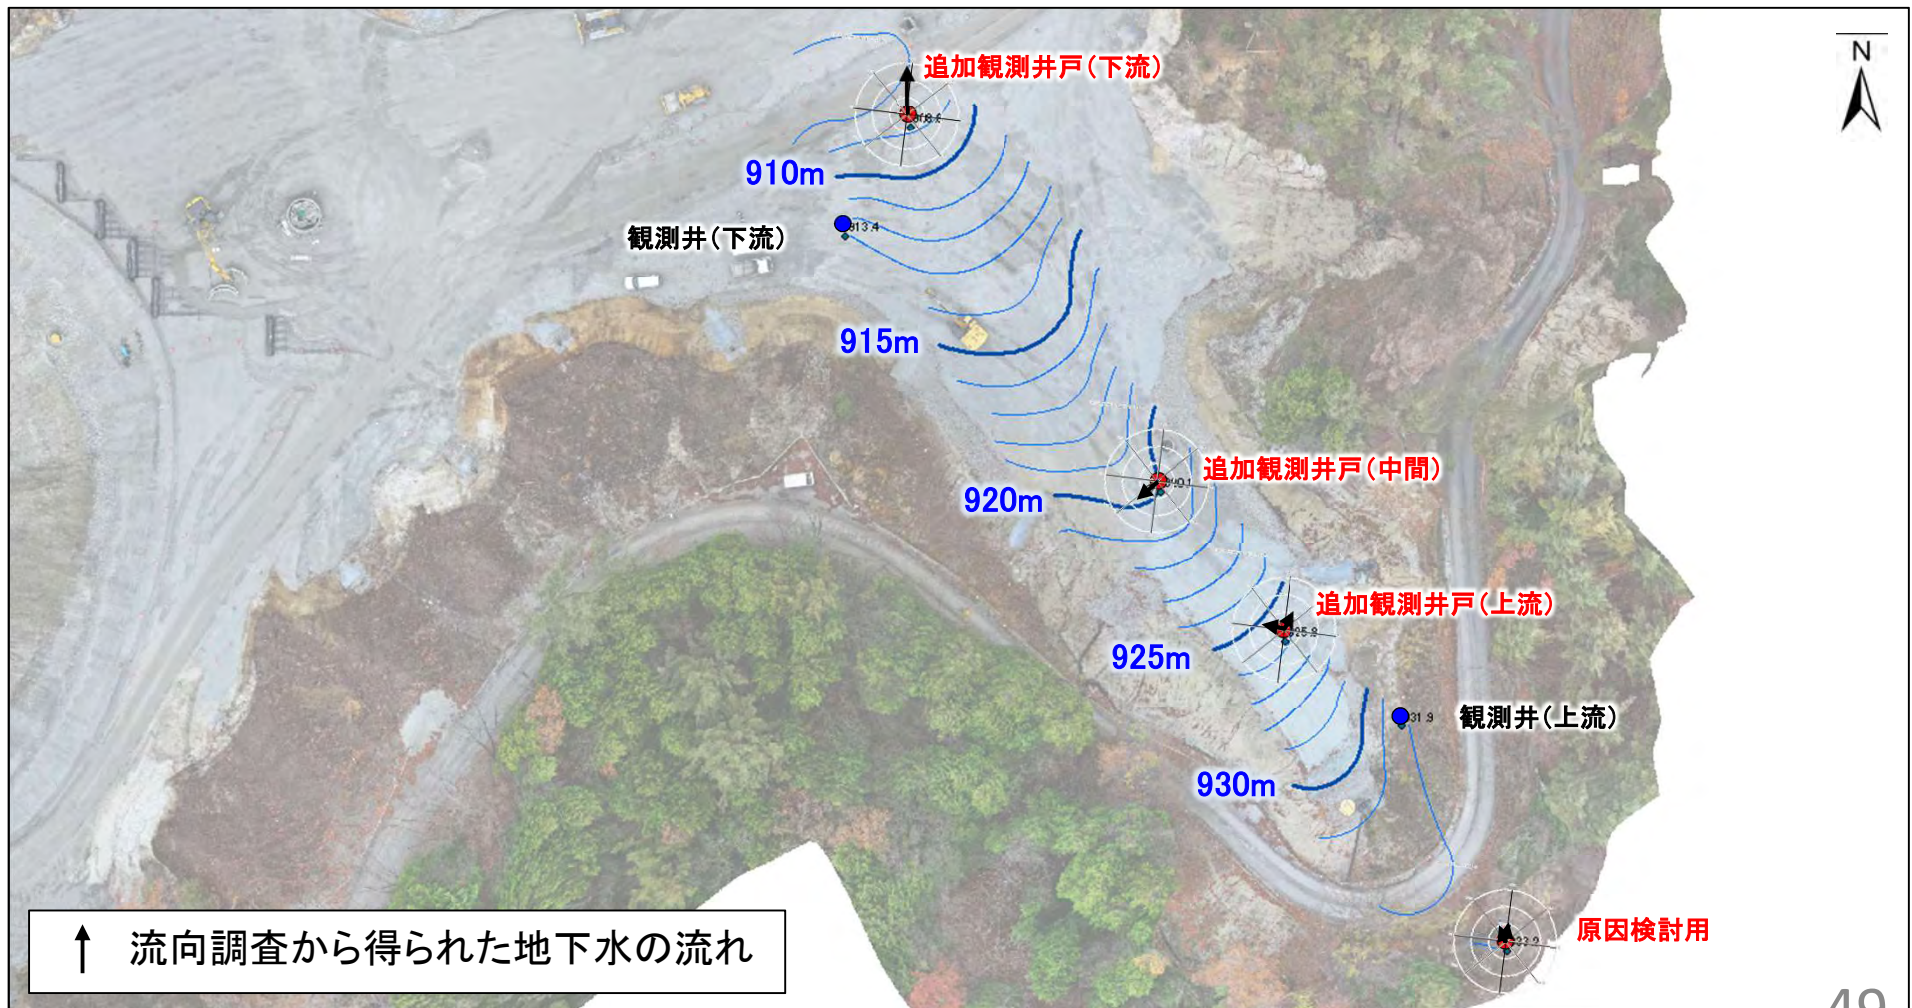 N
追加観測井戸（下流）
910m
913.4
観測井（下流）
915m
追加観測井戸（中間）
920m
追加観測井戸（上流）
925m
観測井（上流）
930m
原因検討用
流向調査から得られた地下水の流れ
49